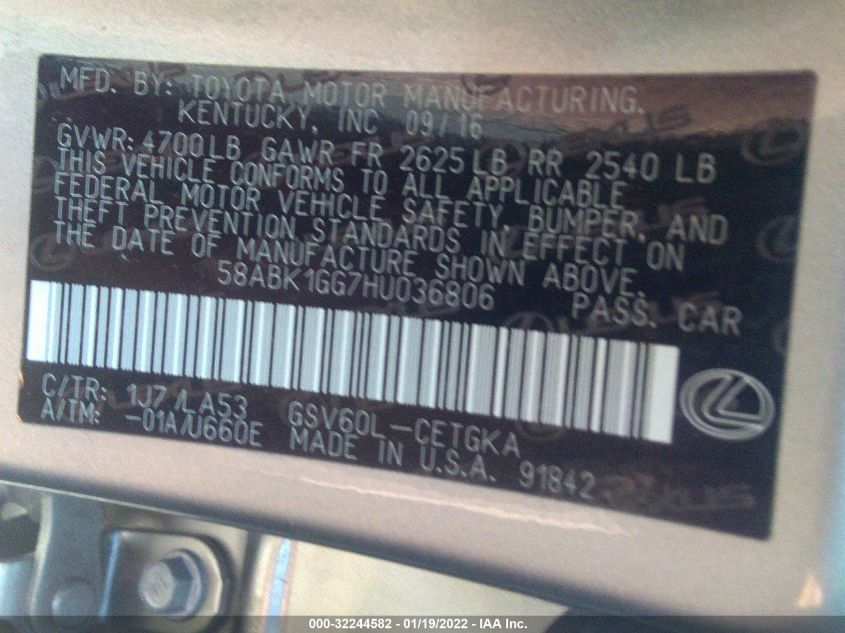 MFD. BY: TOYOTA MOTOR MANUFACTURING.
KENTUCKY, INC 09/16
GVWR: 4700LB GAWR FR 2625LB RR 2540 LB
THIS VEHICLE CONFORMS TO ALL APPLICABLE
FEDERAL MOTOR VEHICLE SAFETY, BUMPER, AND
THEFT PREVENTION STANDARDS IN EFFECT ON
THE DATE OF MANUFACTURE SHOWN ABOVE.
58ABK1GG7HU036806 PASS. CAR
C/TR: 1J7 /LA53 GSV60L-CETGKA
A/TM: -01A/U660E MADE IN U.S.A. 91842
000-32244582 - 01/19/2022 - IAA Inc.